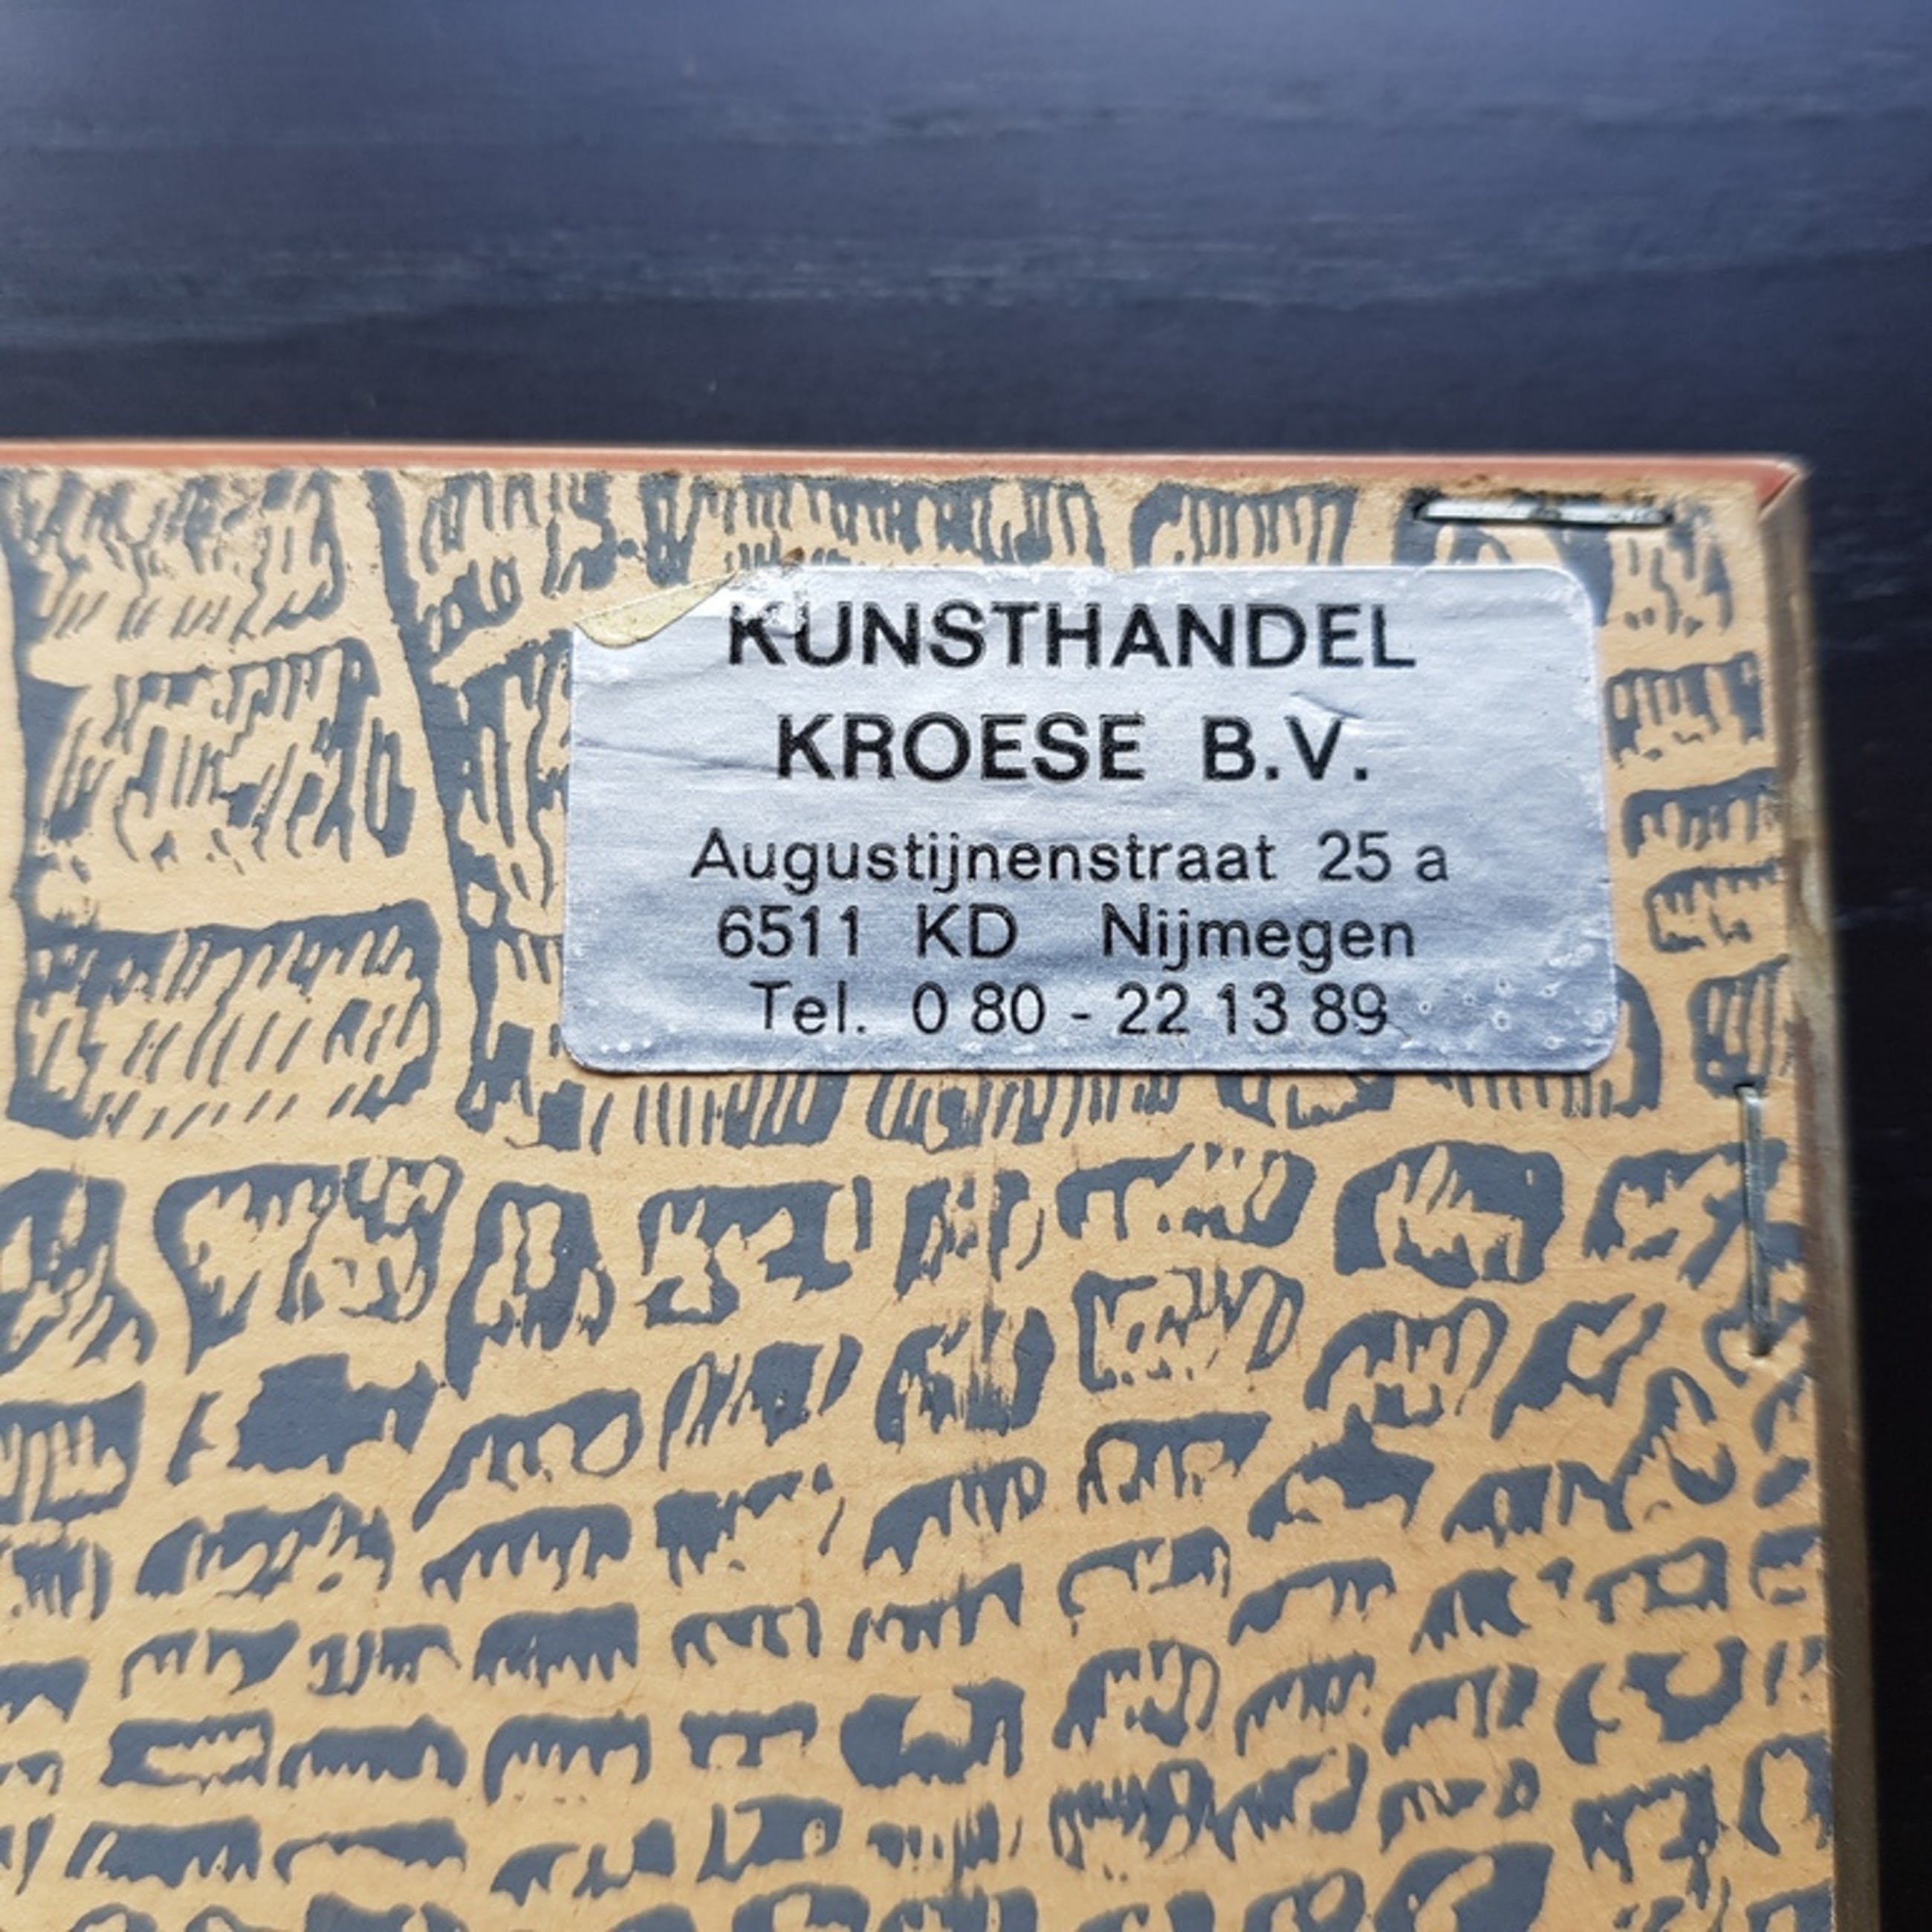 KUNSTHANDEL
KROESE B.V.
Augustijnenstraat 25 a
6511 KD Nijmegen
Tel. 0 80 - 22 13 89